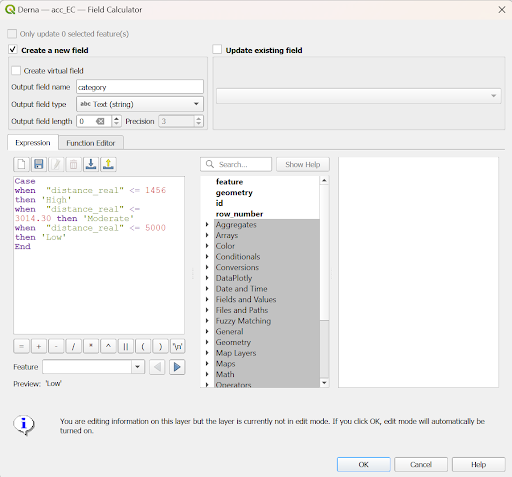 Derna — acc_EC — Field Calculator
Only update 0 selected feature(s)
Create a new field
Update existing field
Create virtual field
Output field name category
Output field type abc Text (string)
Output field length 0 Precision 3
Expression Function Editor
Search... Show Help
Case
when "distance_real" <= 1456
then 'High'
when "distance_real" <=
3014.30 then 'Moderate'
when "distance_real" <= 5000
then 'Low'
End
feature
geometry
id
row_number
Aggregates
Arrays
Color
Conditionals
Conversions
DataPlotly
Date and Time
Fields and Values
Files and Paths
Fuzzy Matching
General
Geometry
Map Layers
Maps
Math
Operators
= + - / * ^ || ( ) '\n'
Feature
Preview: 'Low'
You are editing information on this layer but the layer is currently not in edit mode. If you click OK, edit mode will automatically be
turned on.
OK Cancel Help